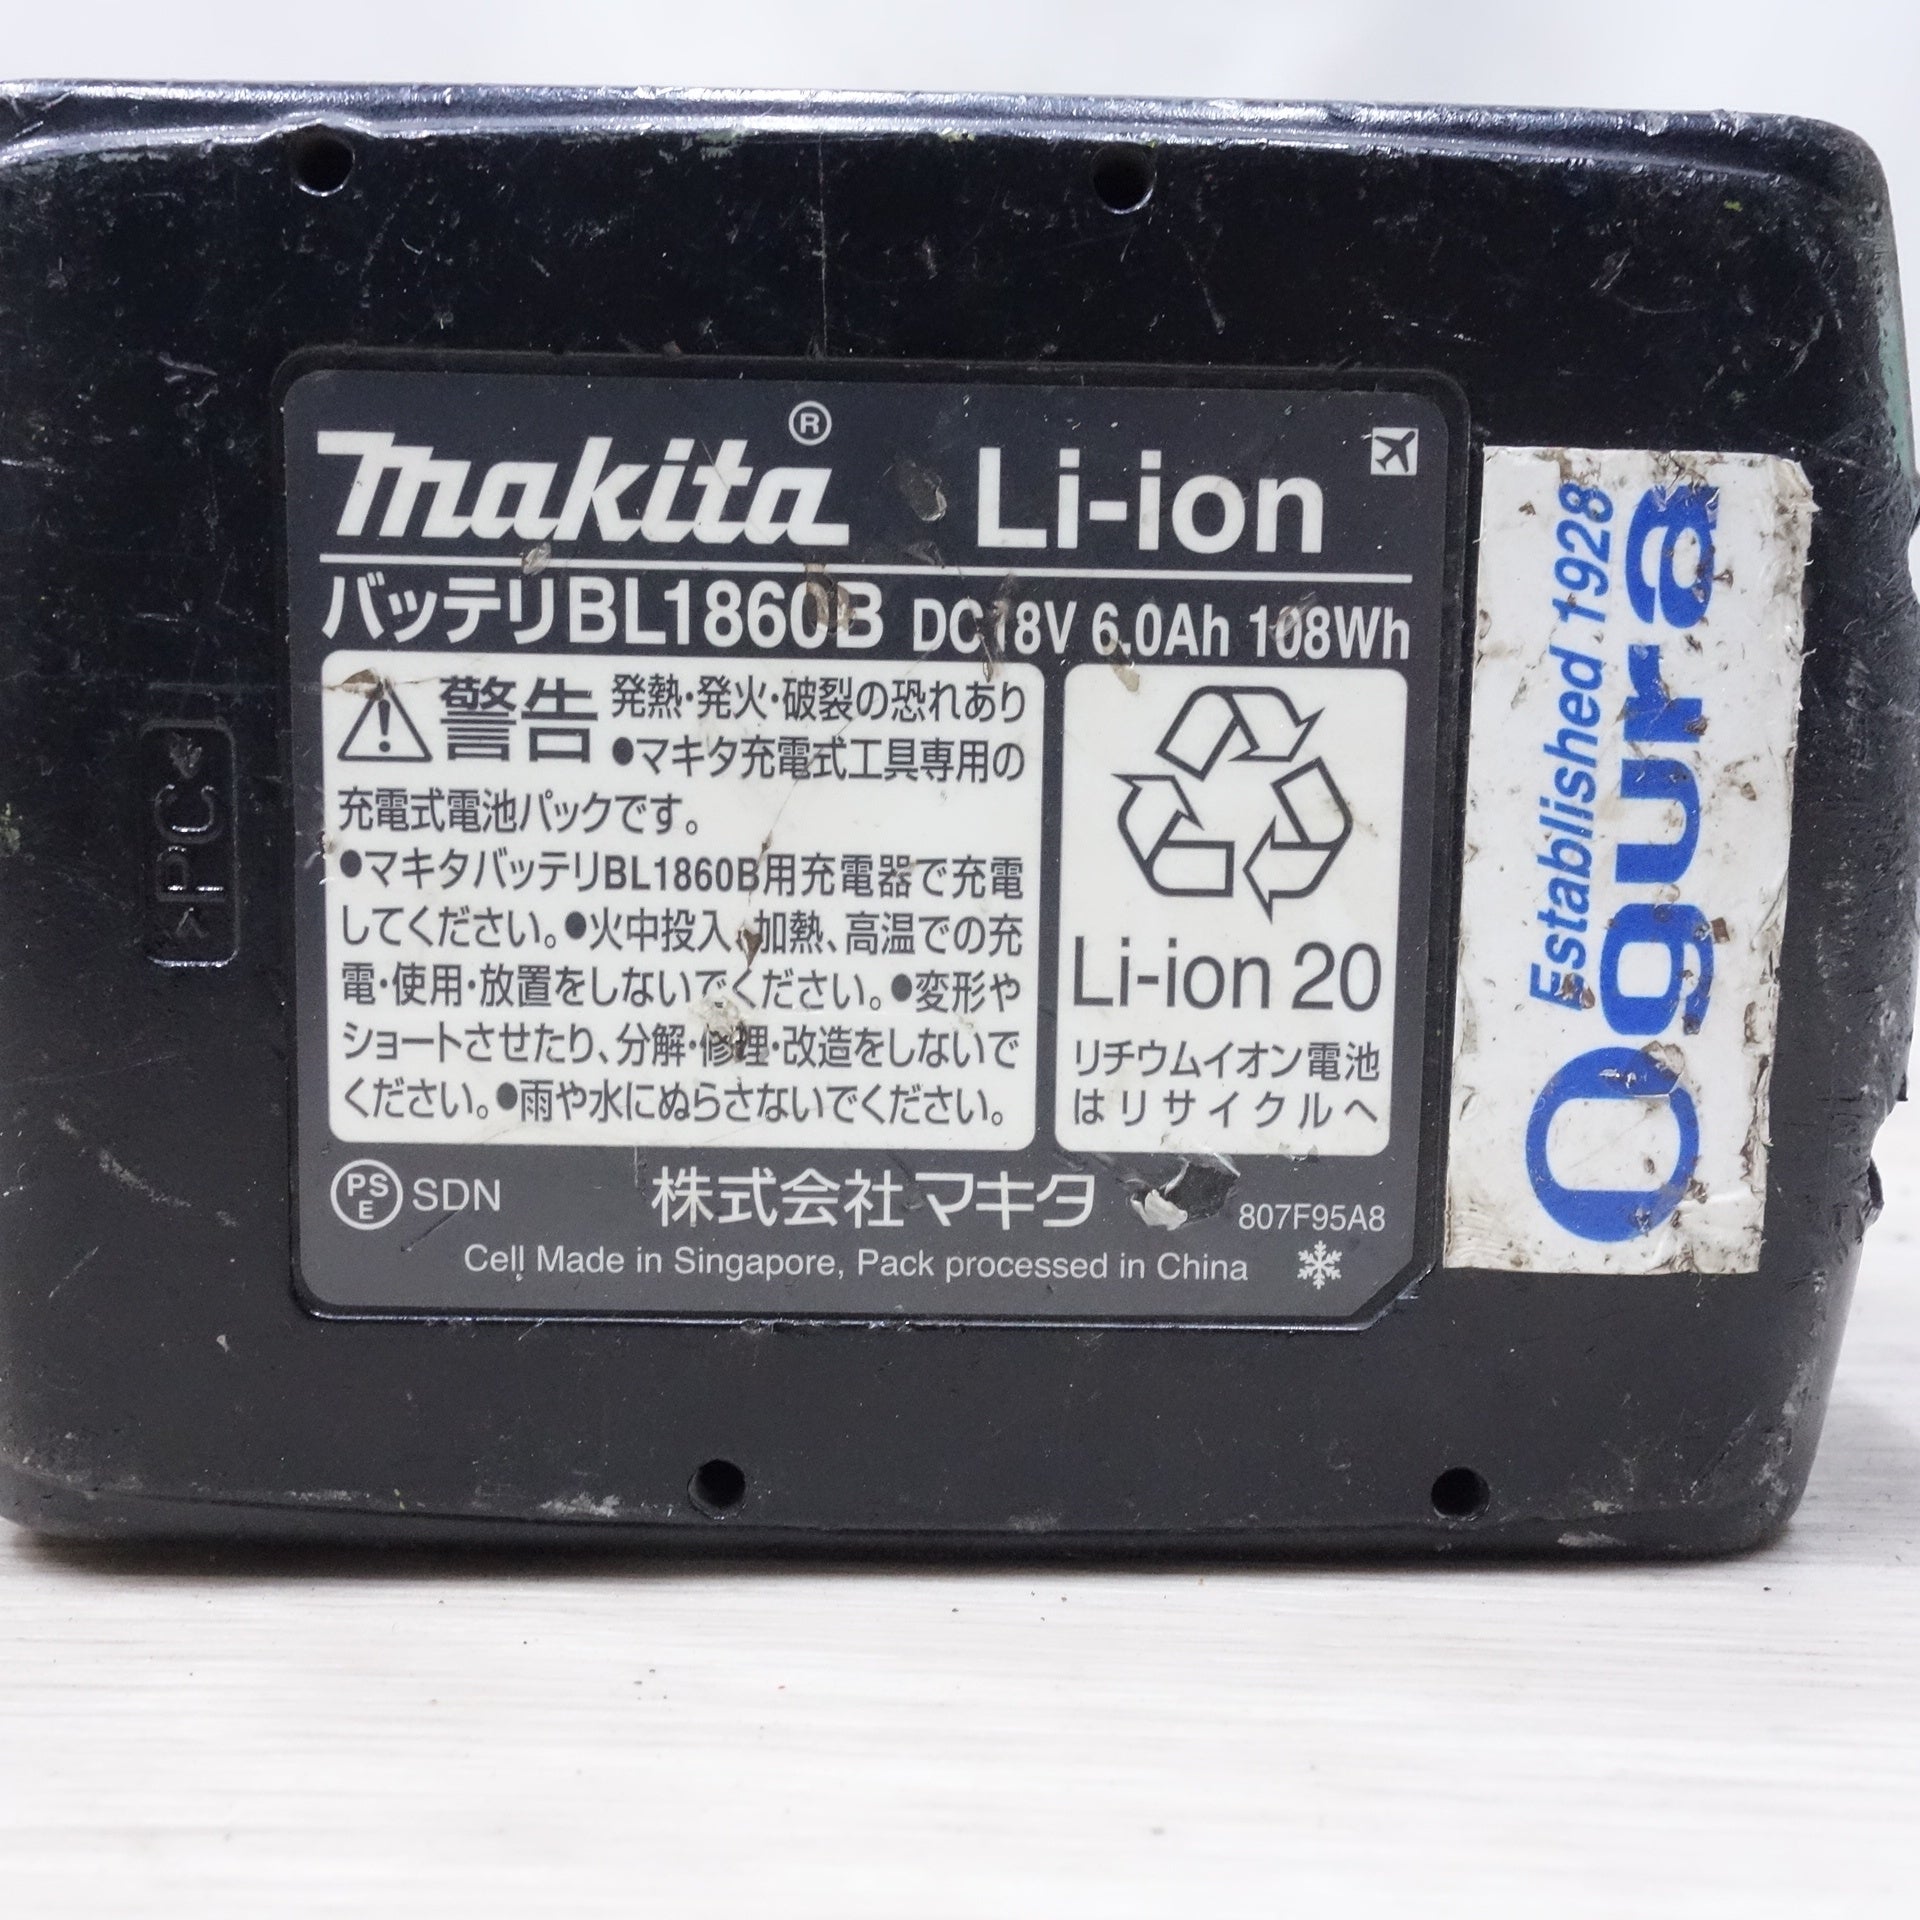 makita®
Li-ion
バッテリBL1860B DC18V 6.0Ah 108Wh
警告 発熱・発火・破裂の恐れあり
●マキタ充電式工具専用の
充電式電池パックです。
●マキタバッテリBL1860B用充電器で充電
してください。●火中投入、加熱、高温での充
電・使用・放置をしないでください。●変形や
ショートさせたり、分解・修理・改造をしないで
ください。●雨や水にぬらさないでください。
Li-ion 20
リチウムイオン電池
はリサイクルへ
PSE SDN
株式会社マキタ
807F95A8
Cell Made in Singapore, Pack processed in China
>PC<
Established 1928
Ogura